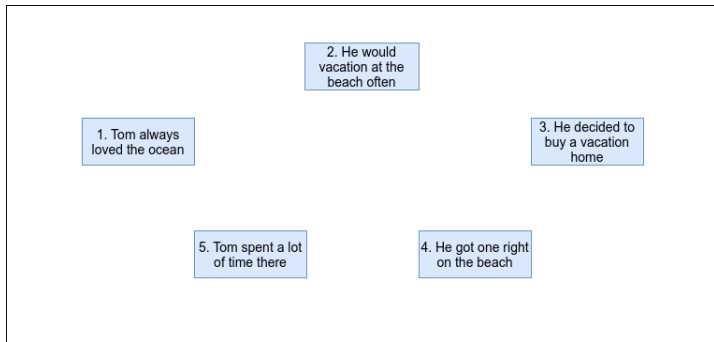 1. Tom always
loved the ocean
2. He would
vacation at the
beach often
3. He decided to
buy a vacation
home
4. He got one right
on the beach
5. Tom spent a lot
of time there